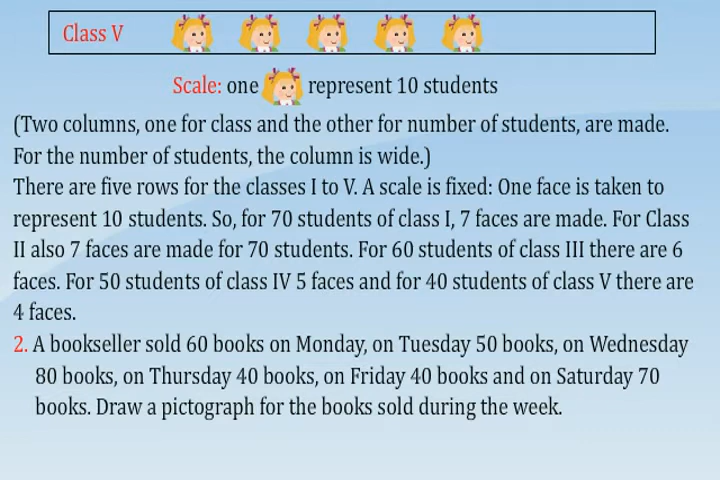 Class V
Scale: one represent 10 students
(Two columns, one for class and the other for number of students, are made.
For the number of students, the column is wide.)
There are five rows for the classes I to V. A scale is fixed: One face is taken to
represent 10 students. So, for 70 students of class I, 7 faces are made. For Class
II also 7 faces are made for 70 students. For 60 students of class III there are 6
faces. For 50 students of class IV 5 faces and for 40 students of class V there are
4 faces.
2. A bookseller sold 60 books on Monday, on Tuesday 50 books, on Wednesday
80 books, on Thursday 40 books, on Friday 40 books and on Saturday 70
books. Draw a pictograph for the books sold during the week.